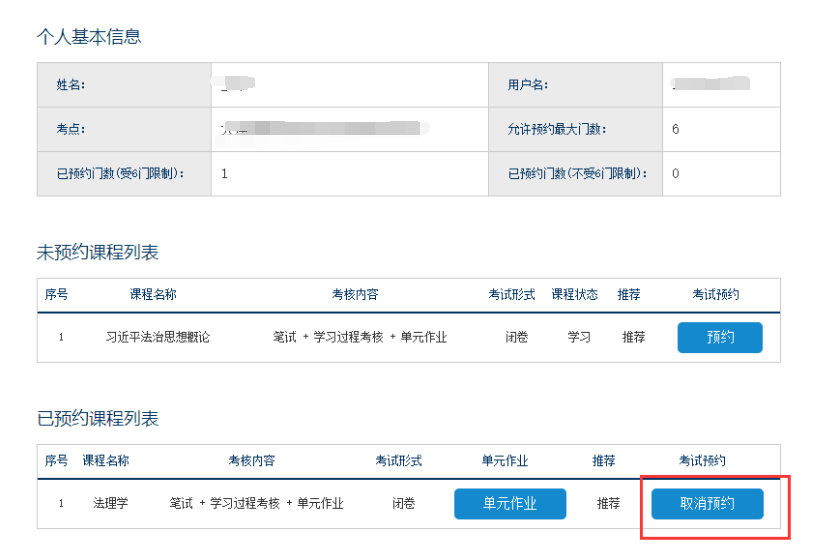 个人基本信息
姓名:
用户名:
考点:
允许预约最大门数: 6
已预约门数(受6门限制): 1
已预约门数(不受6门限制): 0
未预约课程列表
序号 课程名称 考核内容 考试形式 课程状态 推荐 考试预约
1 习近平法治思想概论 笔试 + 学习过程考核 + 单元作业 闭卷 学习 推荐 预约
已预约课程列表
序号 课程名称 考核内容 考试形式 单元作业 推荐 考试预约
1 法理学 笔试 + 学习过程考核 + 单元作业 闭卷 单元作业 推荐 取消预约